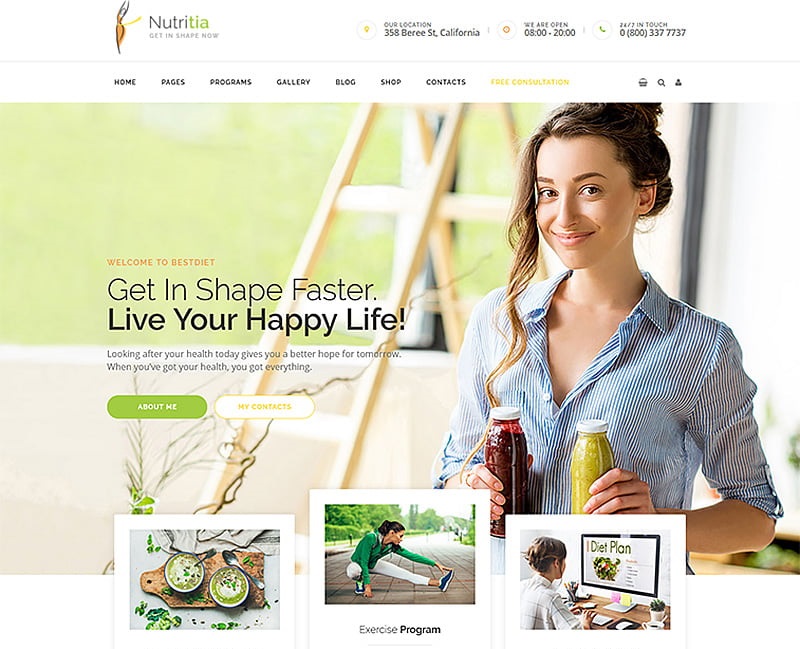 Nutritia
GET IN SHAPE NOW
OUR LOCATION
358 Beree St, California
WE ARE OPEN
08:00 - 20:00
24/7 IN TOUCH
0 (800) 337 7737
HOME PAGES PROGRAMS GALLERY BLOG SHOP CONTACTS FREE CONSULTATION
WELCOME TO BESTDIET
Get In Shape Faster.
Live Your Happy Life!
Looking after your health today gives you a better hope for tomorrow.
When you've got your health, you got everything.
ABOUT ME MY CONTACTS
Diet Plan
Exercise Program